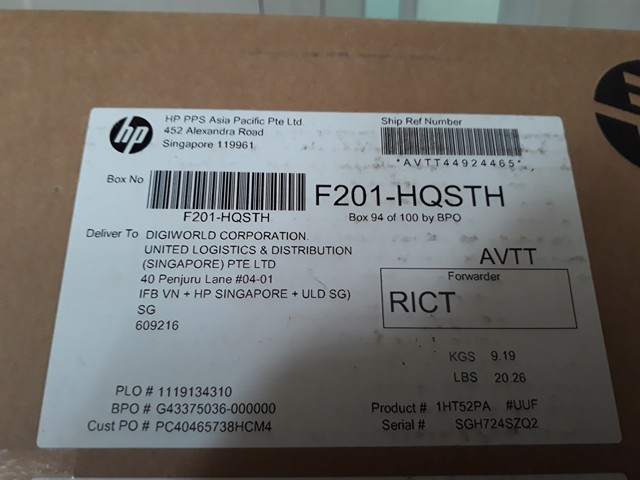 hp
HP PPS Asia Pacific Pte Ltd.
452 Alexandra Road
Singapore 119961
Ship Ref Number
*AVTT44924465*
Box No
F201-HQSTH
F201-HQSTH
Box 94 of 100 by BPO
Deliver To DIGIWORLD CORPORATION
UNITED LOGISTICS & DISTRIBUTION
(SINGAPORE) PTE LTD
40 Penjuru Lane #04-01
IFB VN + HP SINGAPORE + ULD SG)
SG
609216
AVTT
Forwarder
RICT
KGS 9.19
LBS 20.26
PLO # 1119134310
BPO # G43375036-000000
Cust PO # PC40465738HCM4
Product # 1HT52PA #UUF
Serial # SGH724SZQ2